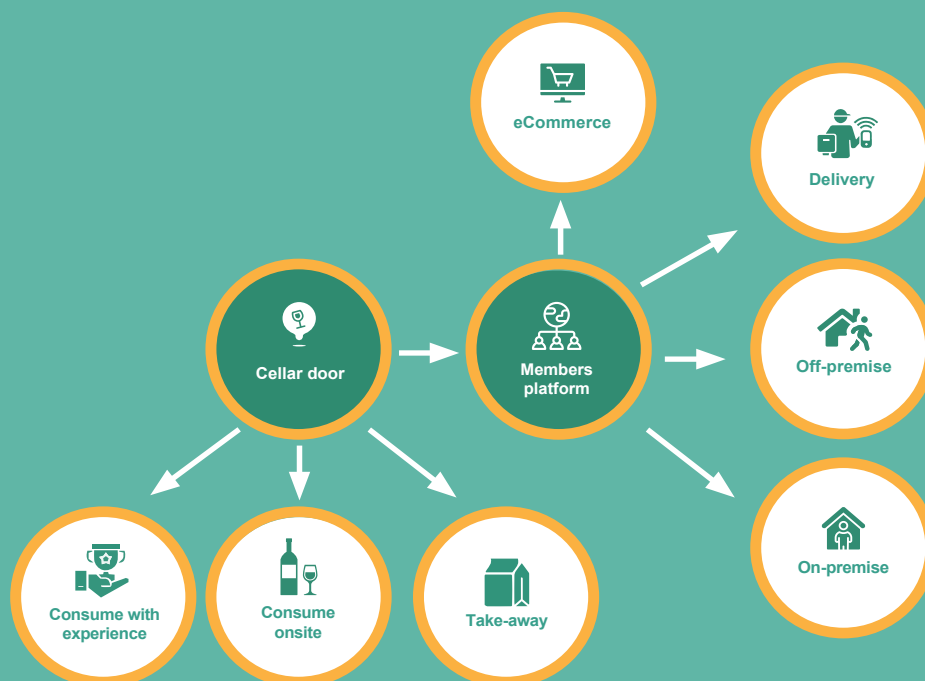 eCommerce
Delivery
Cellar door
Members
platform
Off-premise
On-premise
Consume with
experience
Consume
onsite
Take-away